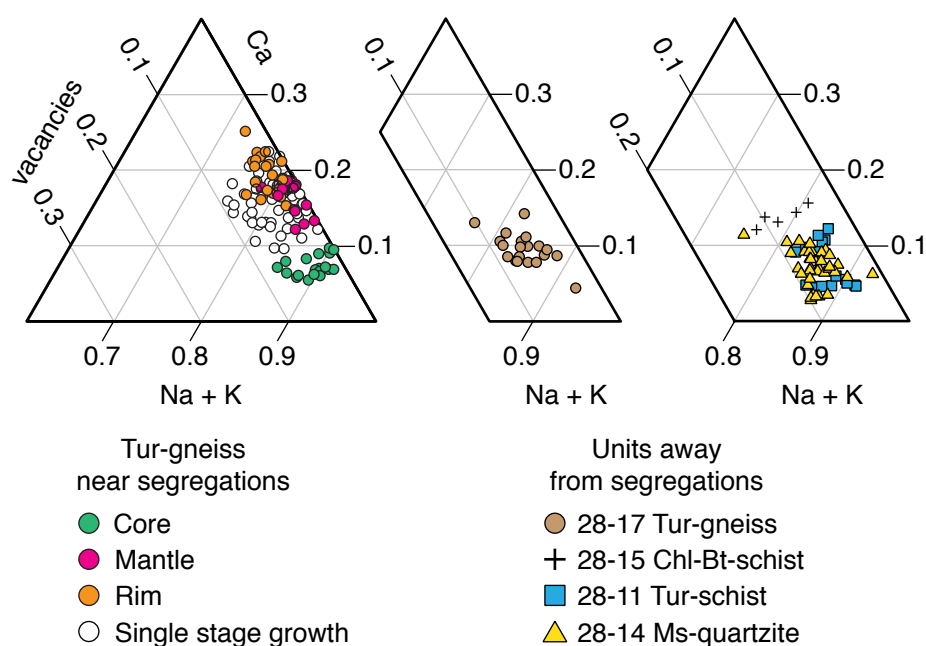 Ca
vacancies
0.1
0.2
0.3
0.3
0.2
0.1
0.7
0.8
0.9
Na + K
0.1
0.3
0.2
0.1
0.9
Na + K
0.2
0.3
0.2
0.1
0.8
0.9
Na + K
Tur-gneiss
near segregations
Core
Mantle
Rim
Single stage growth
Units away
from segregations
28-17 Tur-gneiss
28-15 Chl-Bt-schist
28-11 Tur-schist
28-14 Ms-quartzite